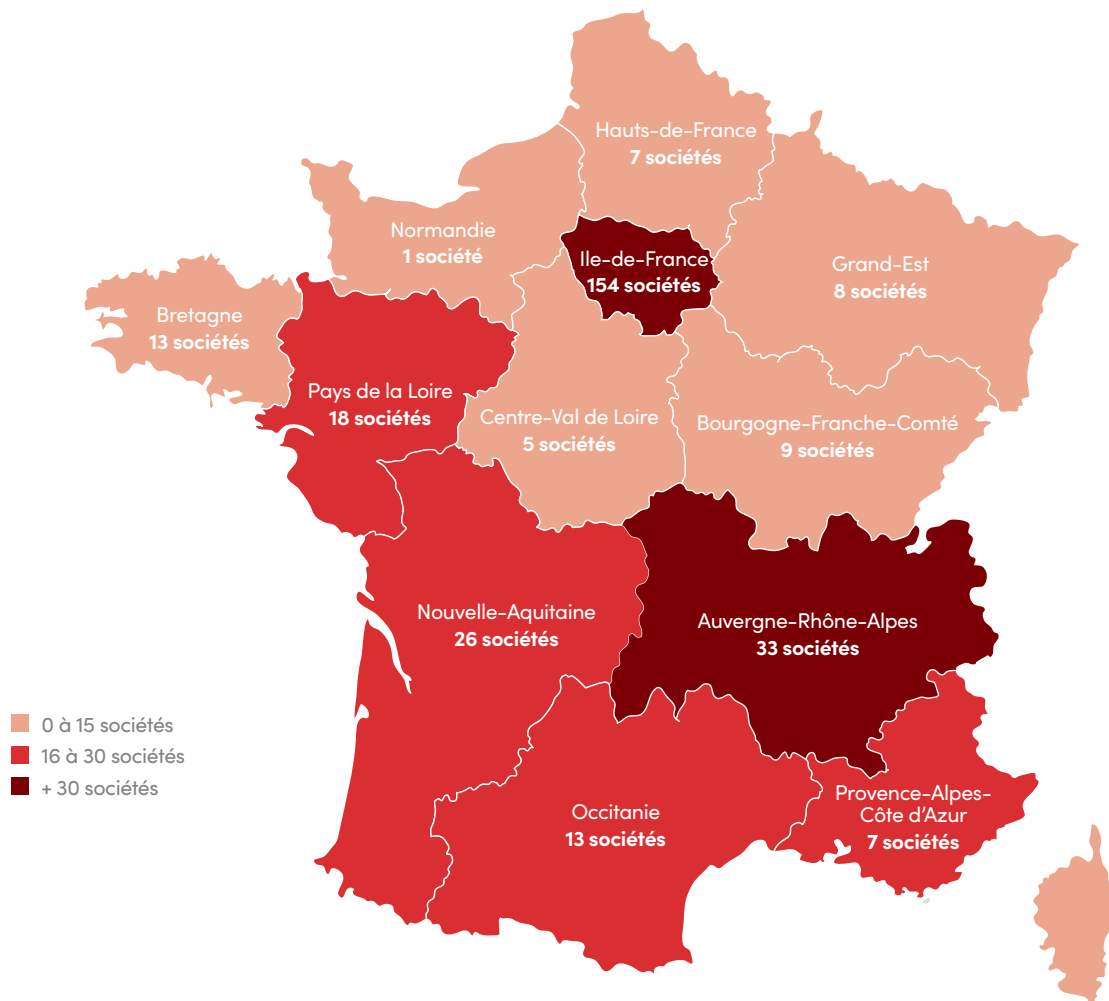 Hauts-de-France
7 sociétés
Normandie
1 société
Ile-de-France
154 sociétés
Grand-Est
8 sociétés
Bretagne
13 sociétés
Pays de la Loire
18 sociétés
Centre-Val de Loire
5 sociétés
Bourgogne-Franche-Comté
9 sociétés
Nouvelle-Aquitaine
26 sociétés
Auvergne-Rhône-Alpes
33 sociétés
0 à 15 sociétés
16 à 30 sociétés
+ 30 sociétés
Occitanie
13 sociétés
Provence-Alpes-
Côte d'Azur
7 sociétés